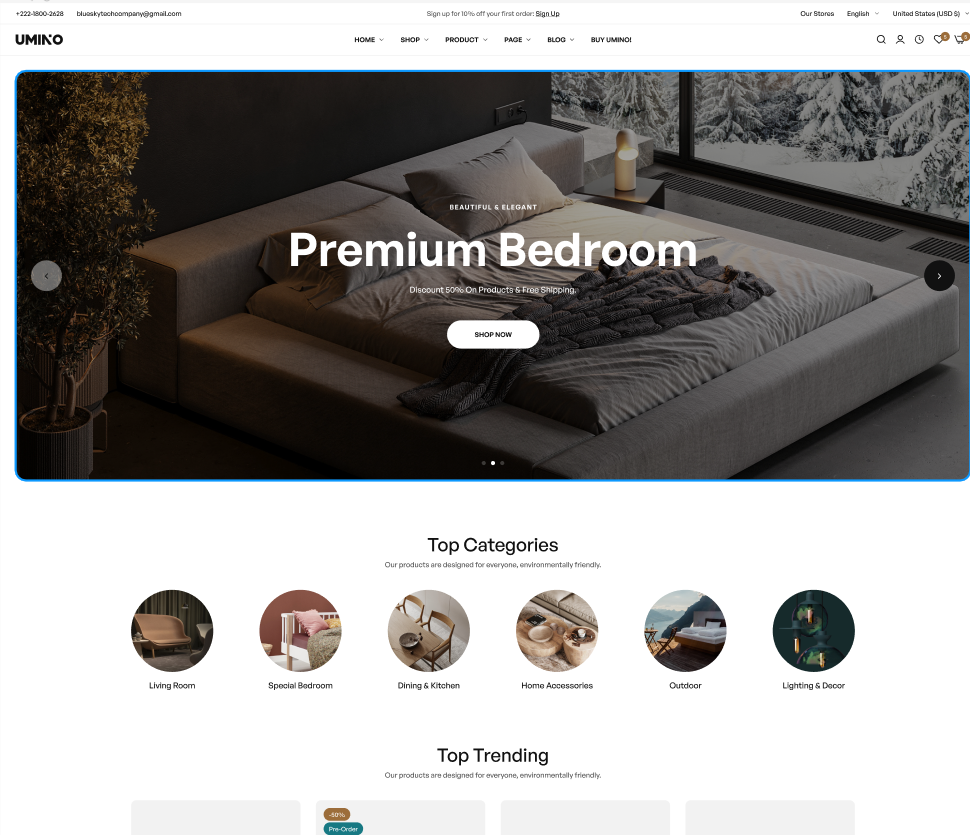 +222-1800-2628 blueskytechcompany@gmail.com Sign up for 10% off your first order: Sign Up Our Stores English United States (USD $)
UMINO HOME SHOP PRODUCT PAGE BLOG BUY UMINO! 0 0
BEAUTIFUL & ELEGANT
Premium Bedroom
Discount 50% On Products & Free Shipping.
SHOP NOW
Top Categories
Our products are designed for everyone, environmentally friendly.
Living Room Special Bedroom Dining & Kitchen Home Accessories Outdoor Lighting & Decor
Top Trending
Our products are designed for everyone, environmentally friendly.
-50%
Pre-Order